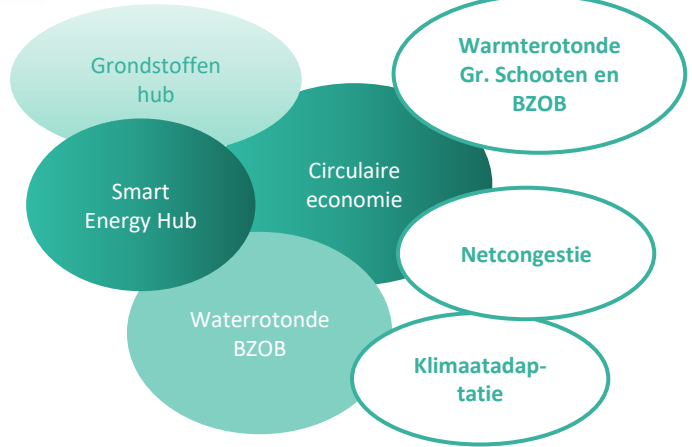 Grondstoffen
hub
Warmterotonde
Gr. Schooten en
BZOB
Circulaire
economie
Smart
Energy Hub
Netcongestie
Waterrotonde
BZOB
Klimaatadap-
tatie